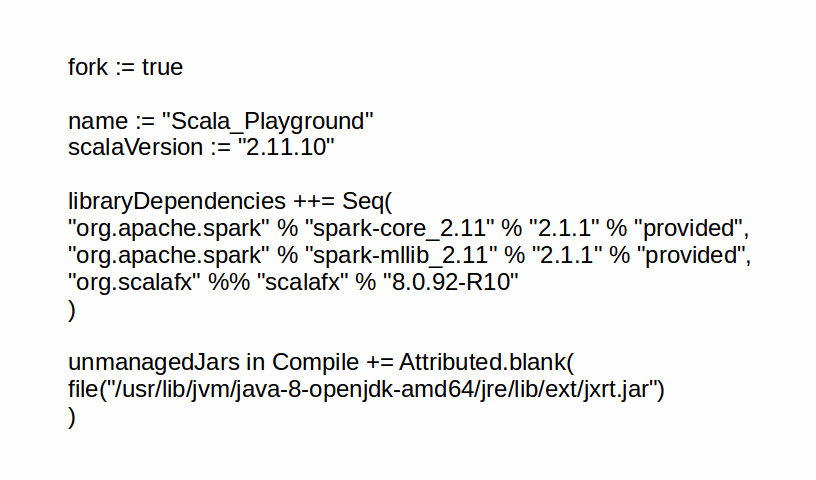 fork := true
name := "Scala_Playground"
scalaVersion := "2.11.10"
libraryDependencies ++= Seq(
"org.apache.spark" % "spark-core_2.11" % "2.1.1" % "provided",
"org.apache.spark" % "spark-mllib_2.11" % "2.1.1" % "provided",
"org.scalafx" %% "scalafx" % "8.0.92-R10"
)
unmanagedJars in Compile += Attributed.blank(
file("/usr/lib/jvm/java-8-openjdk-amd64/jre/lib/ext/jxrt.jar")
)